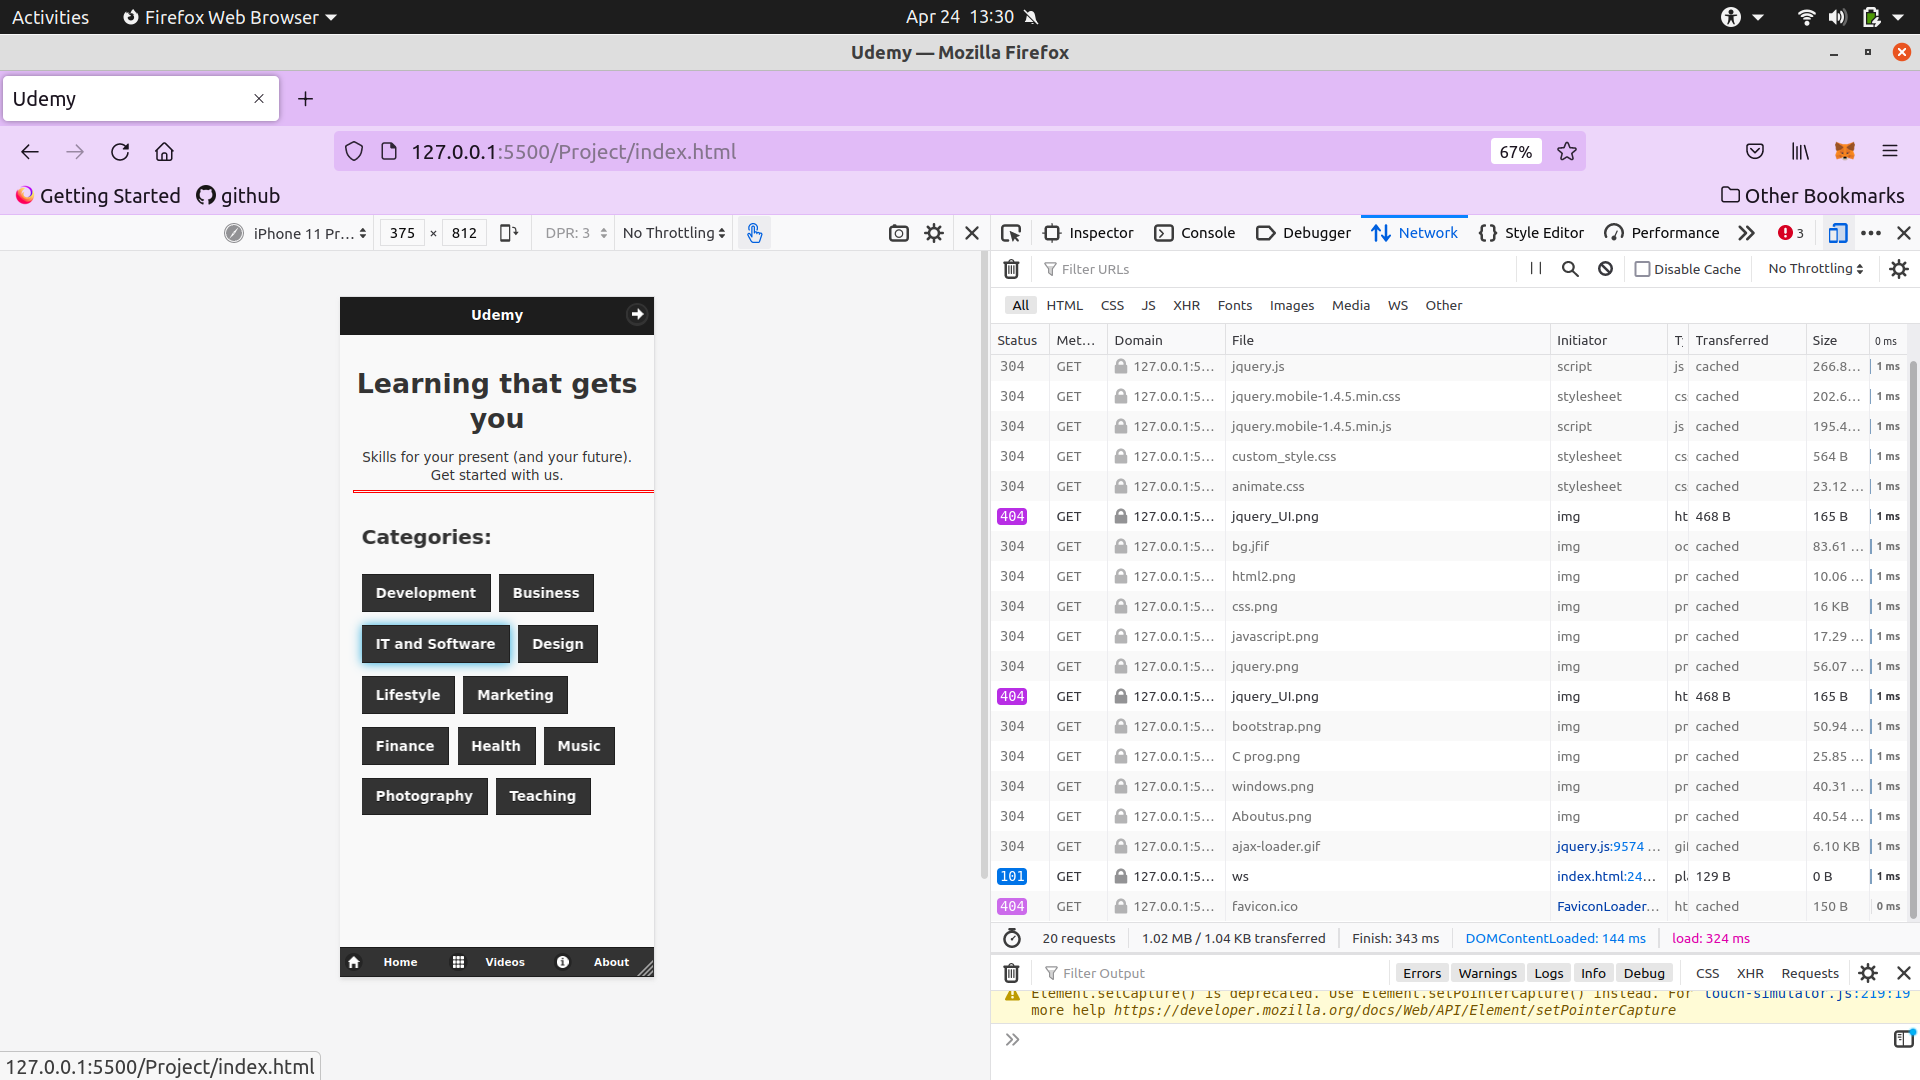 Activities Firefox Web Browser Apr 24 13:30
Udemy — Mozilla Firefox
Udemy
127.0.0.1:5500/Project/index.html 67%
Getting Started github Other Bookmarks
iPhone 11 Pr... 375 × 812 DPR: 3 No Throttling
Udemy
Learning that gets
you
Skills for your present (and your future).
Get started with us.
Categories:
Development Business
IT and Software Design
Lifestyle Marketing
Finance Health Music
Photography Teaching
Home Videos About
127.0.0.1:5500/Project/index.html
Inspector Console Debugger Network Style Editor Performance 3
Filter URLs Disable Cache No Throttling
All HTML CSS JS XHR Fonts Images Media WS Other
Status Met... Domain File Initiator Transferred Size 0 ms
304 GET 127.0.0.1:5... jquery.js script js cached 266.8... 1 ms
304 GET 127.0.0.1:5... jquery.mobile-1.4.5.min.css stylesheet cs cached 202.6... 1 ms
304 GET 127.0.0.1:5... jquery.mobile-1.4.5.min.js script js cached 195.4... 1 ms
304 GET 127.0.0.1:5... custom_style.css stylesheet cs cached 564 B 1 ms
304 GET 127.0.0.1:5... animate.css stylesheet cs cached 23.12 ... 1 ms
404 GET 127.0.0.1:5... jquery_UI.png img ht 468 B 165 B 1 ms
304 GET 127.0.0.1:5... bg.jfif img oc cached 83.61 ... 1 ms
304 GET 127.0.0.1:5... html2.png img pr cached 10.06 ... 1 ms
304 GET 127.0.0.1:5... css.png img pr cached 16 KB 1 ms
304 GET 127.0.0.1:5... javascript.png img pr cached 17.29 ... 1 ms
304 GET 127.0.0.1:5... jquery.png img pr cached 56.07 ... 1 ms
404 GET 127.0.0.1:5... jquery_UI.png img ht 468 B 165 B 1 ms
304 GET 127.0.0.1:5... bootstrap.png img pr cached 50.94 ... 1 ms
304 GET 127.0.0.1:5... C prog.png img pr cached 25.85 ... 1 ms
304 GET 127.0.0.1:5... windows.png img pr cached 40.31 ... 1 ms
304 GET 127.0.0.1:5... Aboutus.png img pr cached 40.54 ... 1 ms
304 GET 127.0.0.1:5... ajax-loader.gif jquery.js:9574 ... gi cached 6.10 KB 1 ms
101 GET 127.0.0.1:5... ws index.html:24... pl 129 B 0 B 1 ms
404 GET 127.0.0.1:5... favicon.ico FaviconLoader... ht cached 150 B 0 ms
20 requests 1.02 MB / 1.04 KB transferred Finish: 343 ms DOMContentLoaded: 144 ms load: 324 ms
Filter Output Errors Warnings Logs Info Debug CSS XHR Requests
Element.setCapture() is deprecated. Use Element.setPointerCapture() instead. For touch-simulator.js:219:19
more help https://developer.mozilla.org/docs/Web/API/Element/setPointerCapture